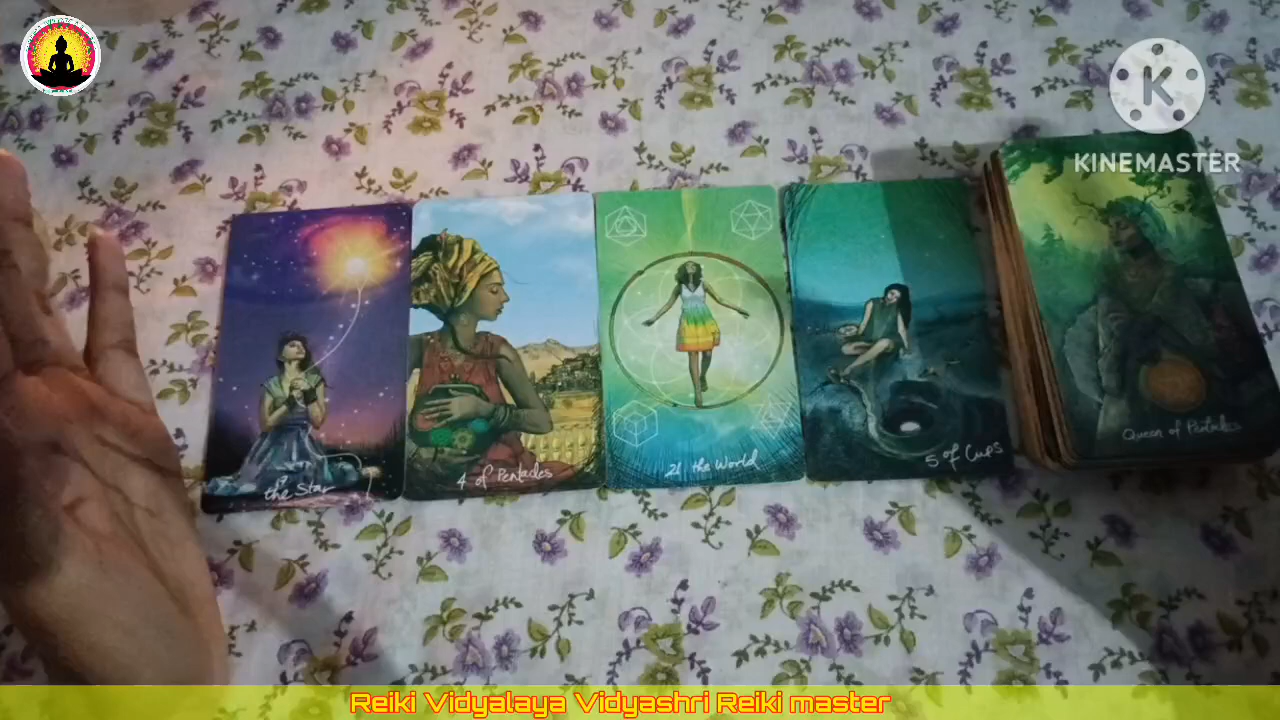 K
KINEMASTER
17 the Star
4 of Pentacles
21 the World
5 of Cups
Queen of Pentacles
Reiki Vidyalaya Vidyashri Reiki master